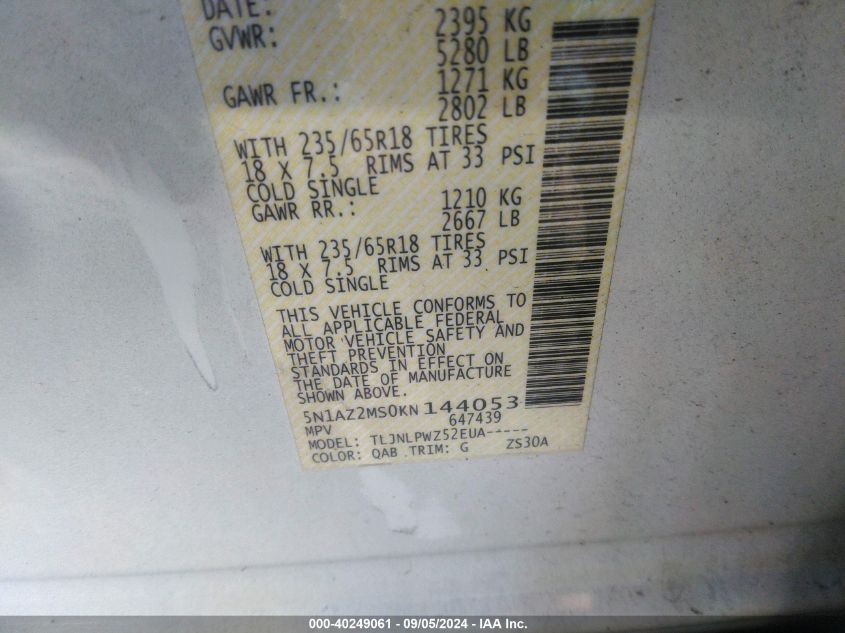 DATE:
GVWR: 2395 KG
5280 LB
GAWR FR.: 1271 KG
2802 LB
WITH 235/65R18 TIRES
18 X 7.5 RIMS AT 33 PSI
COLD SINGLE
GAWR RR.: 1210 KG
2667 LB
WITH 235/65R18 TIRES
18 X 7.5 RIMS AT 33 PSI
COLD SINGLE
THIS VEHICLE CONFORMS TO
ALL APPLICABLE FEDERAL
MOTOR VEHICLE SAFETY AND
THEFT PREVENTION
STANDARDS IN EFFECT ON
THE DATE OF MANUFACTURE
SHOWN ABOVE.
5N1AZ2MS0KN144053
MPV 647439
MODEL: TLJNLPWZ52EUA-----
COLOR: QAB TRIM: G ZS30A
000-40249061 - 09/05/2024 - IAA Inc.